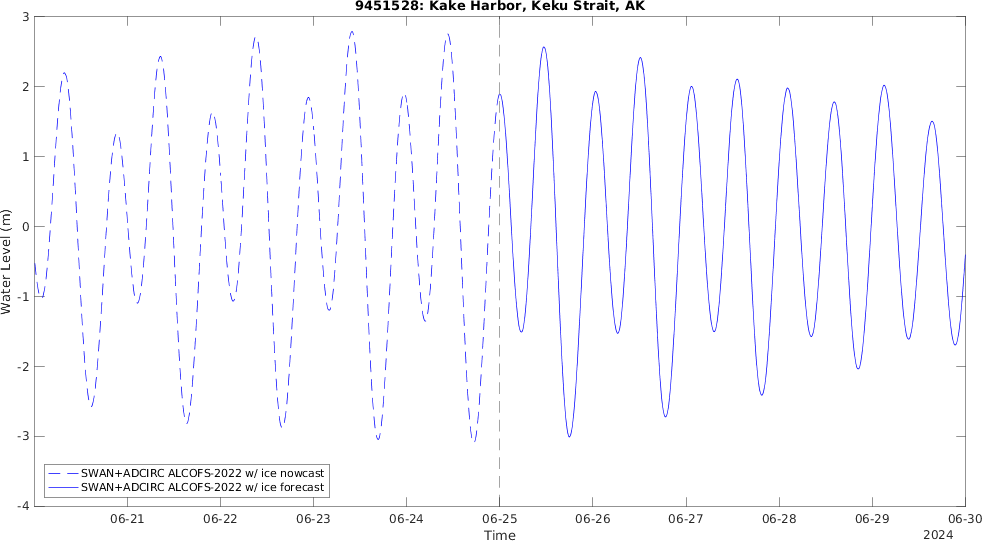 9451528: Kake Harbor, Keku Strait, AK
3
2
1
0
-1
-2
-3
-4
Water Level (m)
SWAN+ADCIRC ALCOFS-2022 w/ ice nowcast
SWAN+ADCIRC ALCOFS-2022 w/ ice forecast
06-21 06-22 06-23 06-24 06-25 06-26 06-27 06-28 06-29 06-30
Time
2024